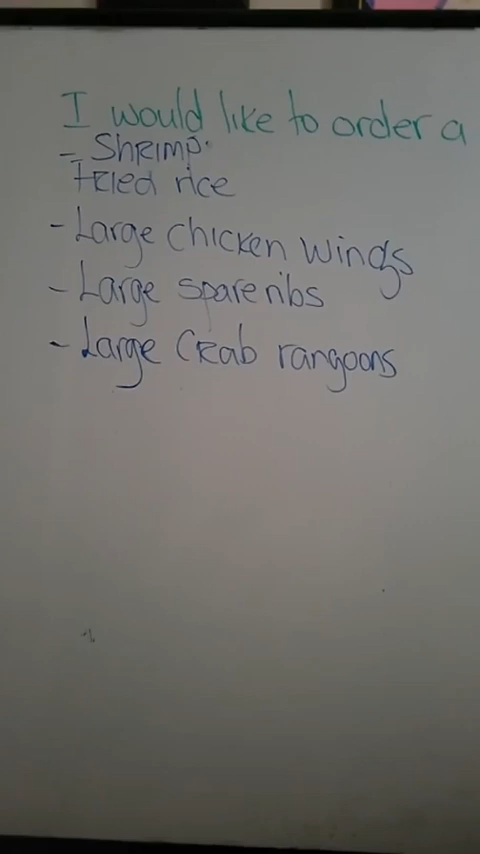 I would like to order a
- Shrimp.
Fried rice
- Large chicken wings
- Large spare ribs
- Large Crab rangoons